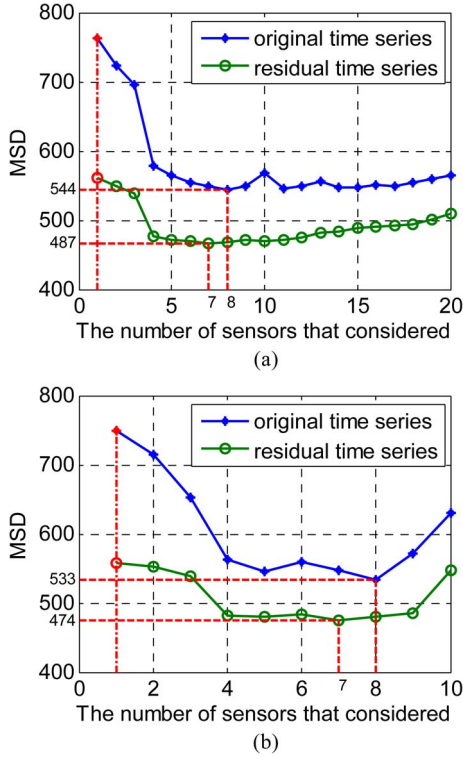 800
700
600
544
500
487
400
MSD
original time series
residual time series
0
5
7
8
10
15
20
The number of sensors that considered
(a)
800
700
600
533
500
474
400
MSD
original time series
residual time series
0
2
4
6
7
8
10
The number of sensors that considered
(b)